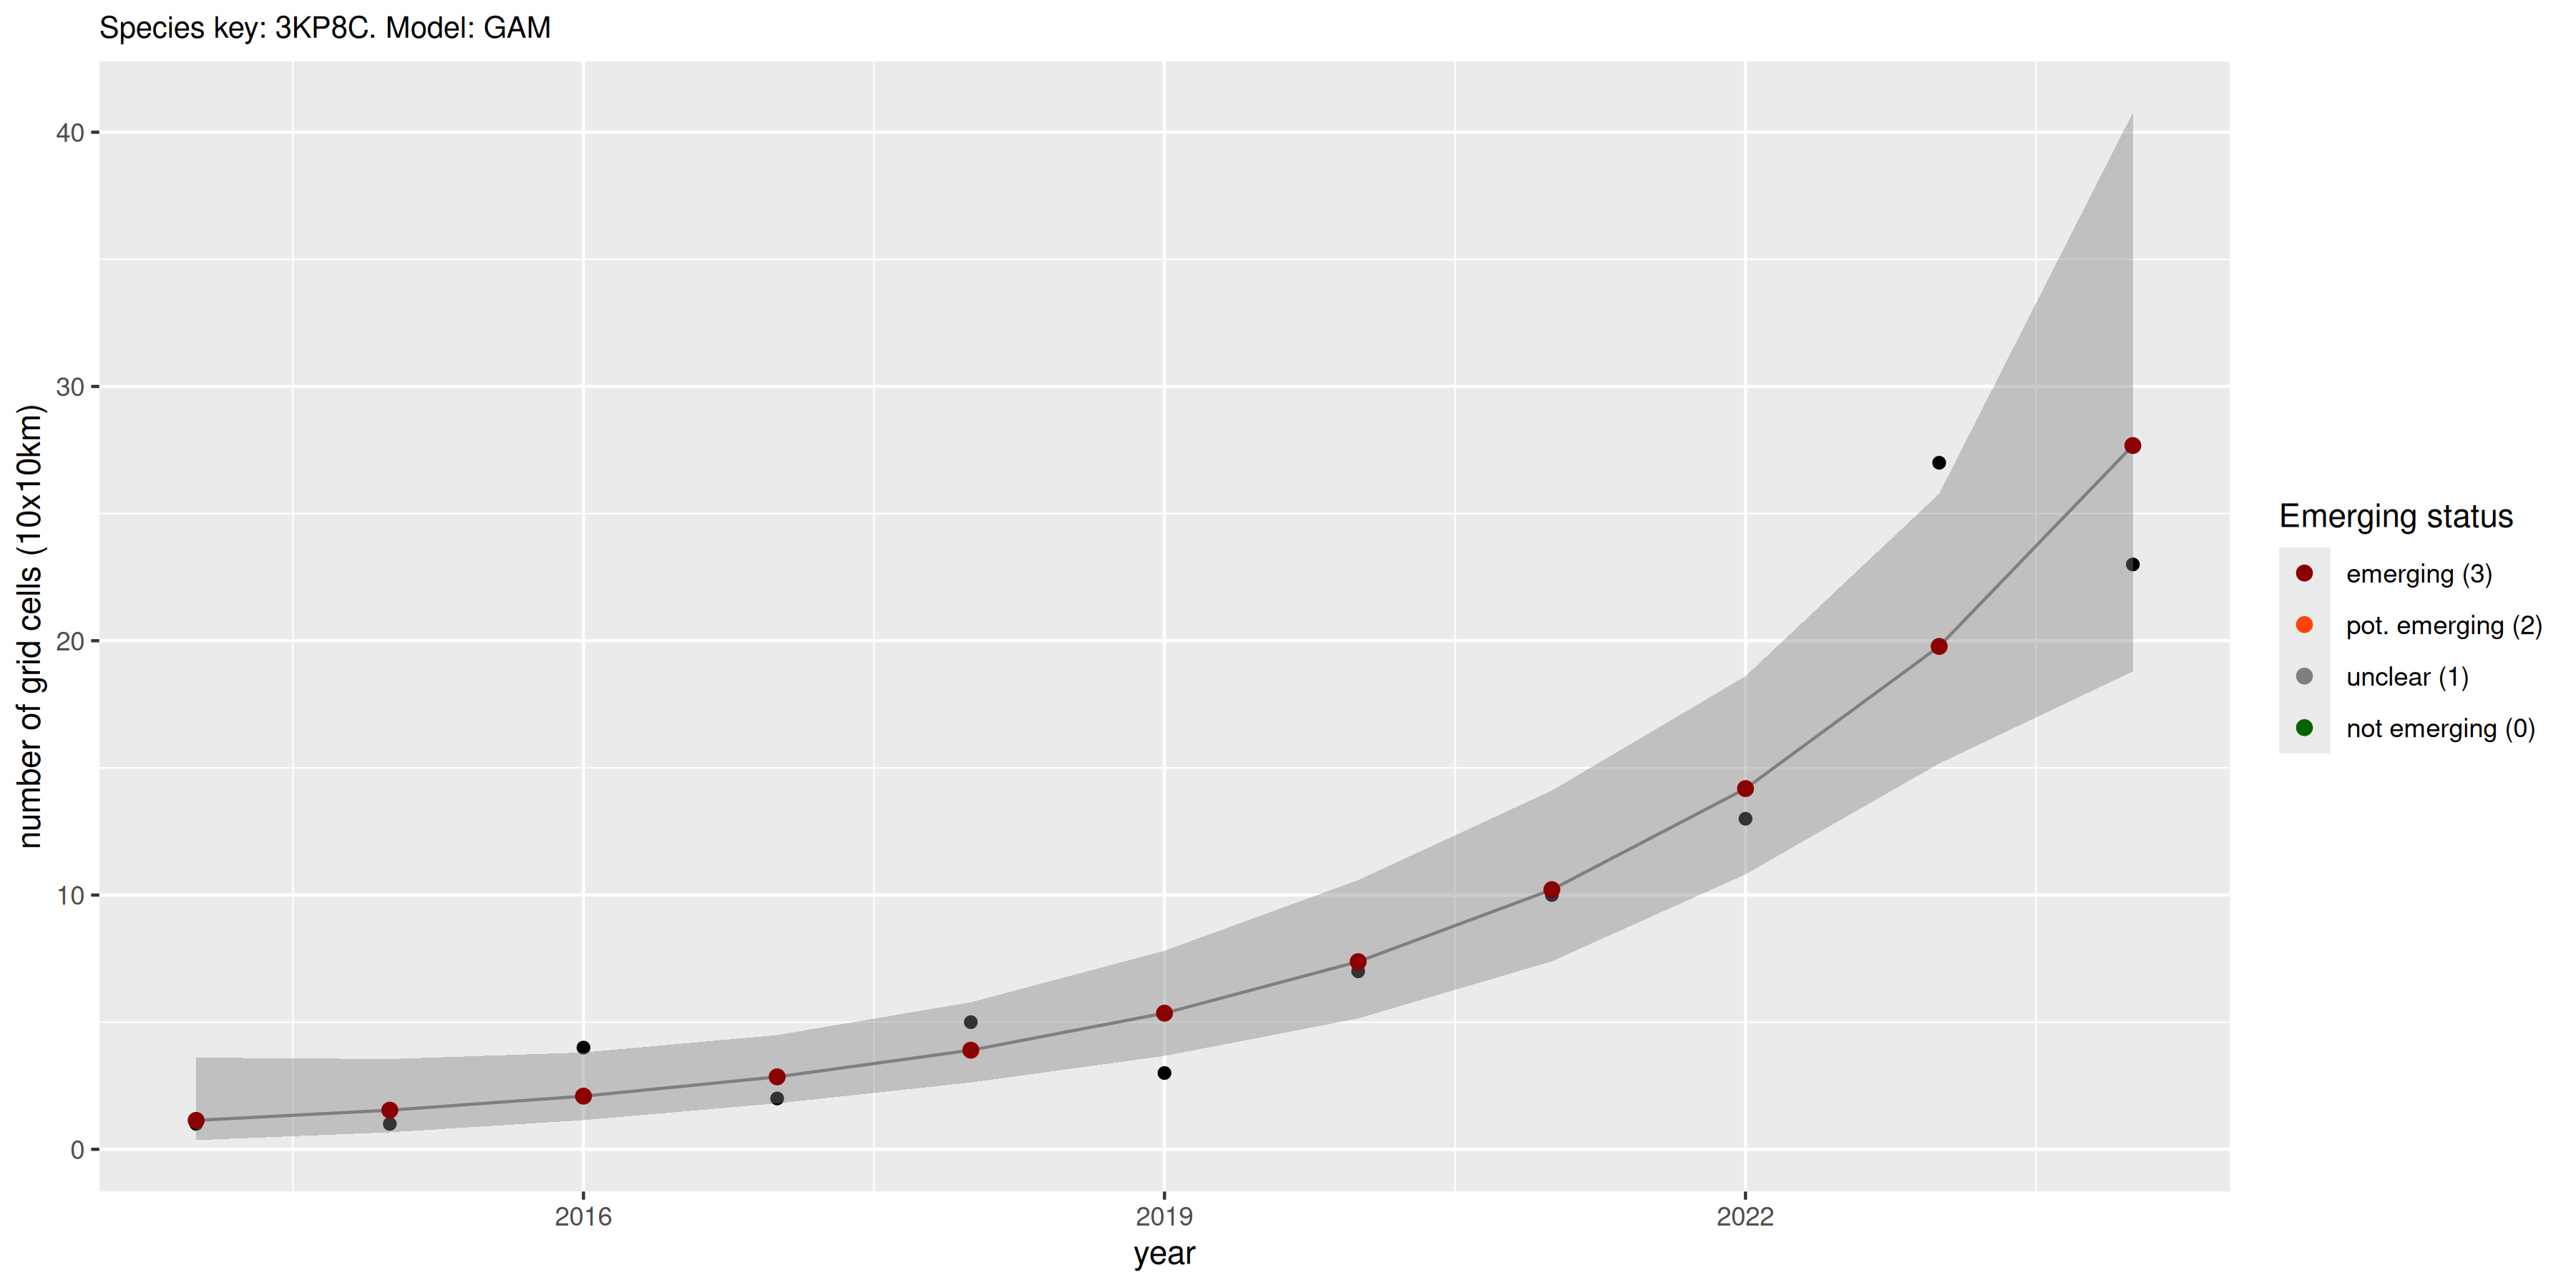 Species key: 3KP8C. Model: GAM
number of grid cells (10x10km)
40
30
20
10
0
2016
2019
2022
year
Emerging status
emerging (3)
pot. emerging (2)
unclear (1)
not emerging (0)